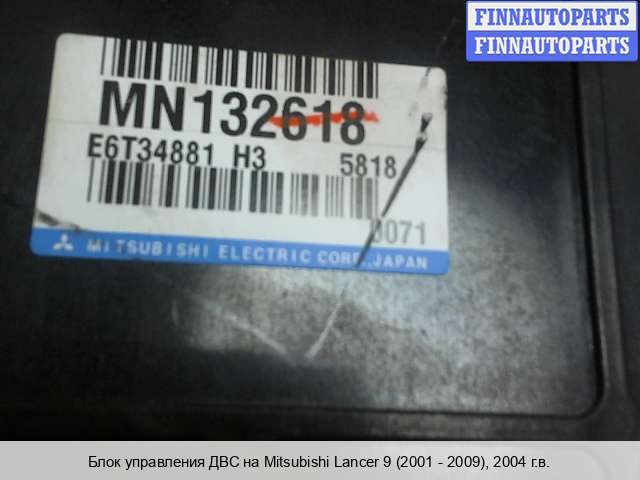 FINNAUTOPARTS
FINNAUTOPARTS
MN132618
E6T34881 H3 5818
0071
MITSUBISHI ELECTRIC CORP. JAPAN
Блок управления ДВС на Mitsubishi Lancer 9 (2001 - 2009), 2004 г.в.